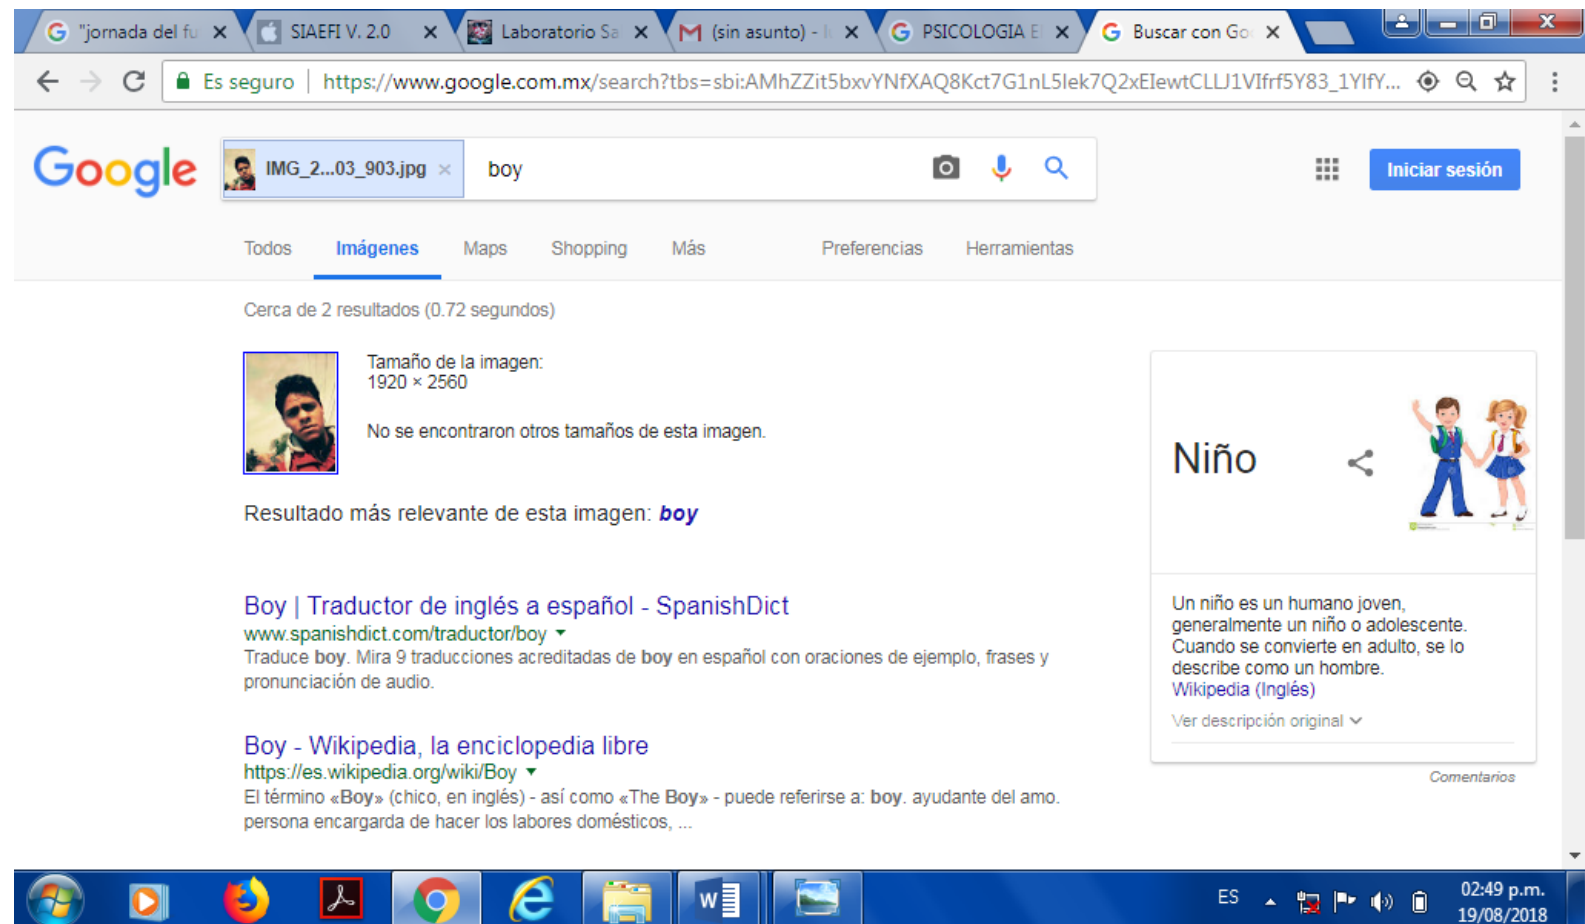 "jornada del fu
SIAEFI V. 2.0
Laboratorio Sa
(sin asunto) -
PSICOLOGIA E
Buscar con Go
Es seguro
https://www.google.com.mx/search?tbs=sbi:AMhZZit5bxvYNfXAQ8Kct7G1nL5lek7Q2xEIewtCLLJ1VIfrf5Y83_1YIfY...
Google
IMG_2...03_903.jpg
boy
Iniciar sesión
Todos
Imágenes
Maps
Shopping
Más
Preferencias
Herramientas
Cerca de 2 resultados (0.72 segundos)
Tamaño de la imagen:
1920 × 2560
No se encontraron otros tamaños de esta imagen.
Resultado más relevante de esta imagen: boy
Boy | Traductor de inglés a español - SpanishDict
www.spanishdict.com/traductor/boy
Traduce boy. Mira 9 traducciones acreditadas de boy en español con oraciones de ejemplo, frases y
pronunciación de audio.
Boy - Wikipedia, la enciclopedia libre
https://es.wikipedia.org/wiki/Boy
El término «Boy» (chico, en inglés) - así como «The Boy» - puede referirse a: boy. ayudante del amo.
persona encargarda de hacer los labores domésticos, ...
Niño
Un niño es un humano joven,
generalmente un niño o adolescente.
Cuando se convierte en adulto, se lo
describe como un hombre.
Wikipedia (Inglés)
Ver descripción original
Comentarios
ES
02:49 p.m.
19/08/2018